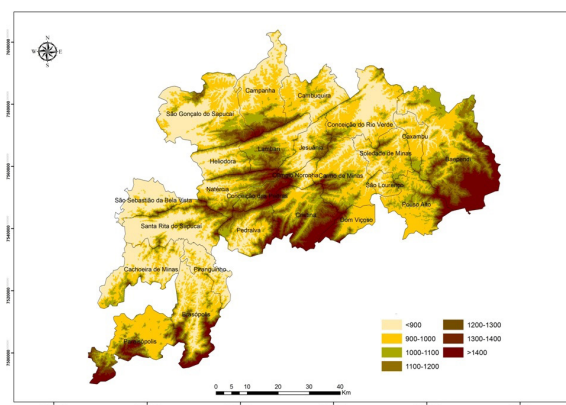 N
W
E
S
Campanha
Cambuquira
São Gonçalo do Sapucaí
Conceição do Rio Verde
Caxambu
Lambari
Jesuânia
Soledade de Minas
Baependi
Heliodora
Olímpio Noronha
Carmo de Minas
São Lourenço
Natércia
Conceição das Pedras
Pouso Alto
São Sebastião da Bela Vista
Cristina
Dom Viçoso
Santa Rita do Sapucaí
Pedralva
Cachoeira de Minas
Piranguinho
Brasópolis
<900
900-1000
1000-1100
1100-1200
1200-1300
1300-1400
>1400
0 5 10 20 30 40
Km